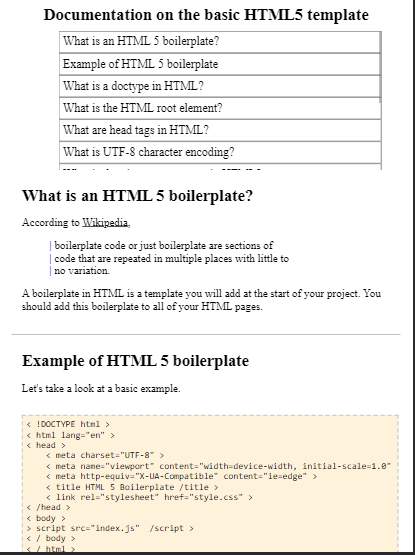 Documentation on the basic HTML5 template
What is an HTML 5 boilerplate?
Example of HTML 5 boilerplate
What is a doctype in HTML?
What is the HTML root element?
What are head tags in HTML?
What is UTF-8 character encoding?
What is an HTML 5 boilerplate?
According to Wikipedia,
boilerplate code or just boilerplate are sections of
code that are repeated in multiple places with little to
no variation.
A boilerplate in HTML is a template you will add at the start of your project. You
should add this boilerplate to all of your HTML pages.
Example of HTML 5 boilerplate
Let's take a look at a basic example.
< !DOCTYPE html >
< html lang="en" >
< head >
< meta charset="UTF-8" >
< meta name="viewport" content="width=device-width, initial-scale=1.0"
< meta http-equiv="X-UA-Compatible" content="ie=edge" >
< title HTML 5 Boilerplate /title >
< link rel="stylesheet" href="style.css" >
< /head >
< body >
> script src="index.js"  /script >
< / body >
< / html >